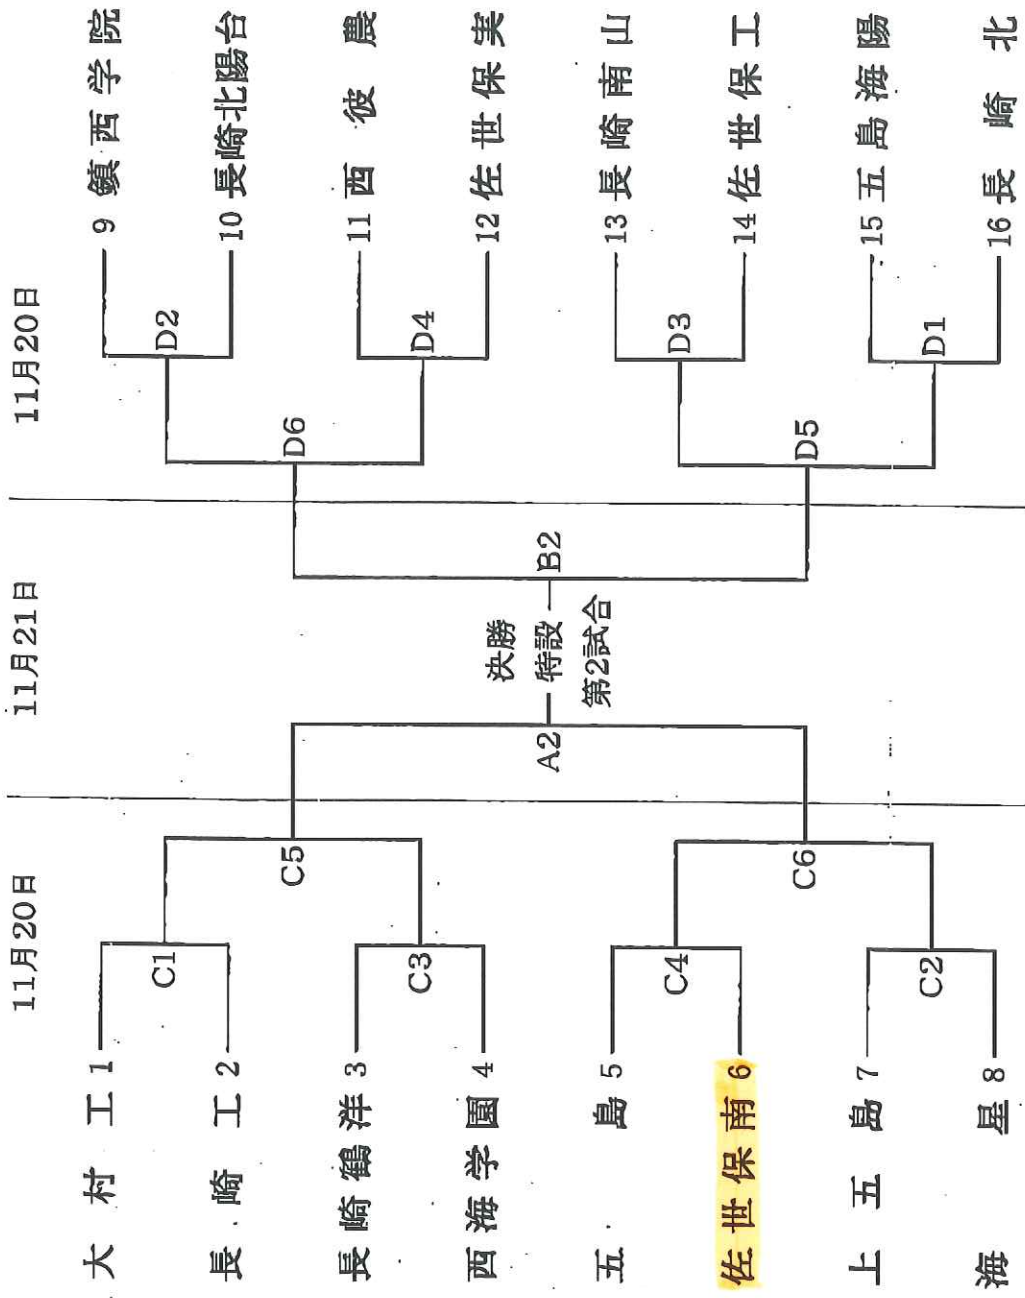 11月20日
11月21日
11月20日
大村工 1
長崎工 2
長崎鶴洋 3
西海学園 4
五島 5
佐世保南 6
上五島 7
海星 8
C1
C3
C4
C2
C5
C6
A2
決勝
特設
第2試合
B2
D6
D5
D2
D4
D3
D1
9 鎮西学院
10 長崎北陽台
11 西彼農
12 佐世保実
13 長崎南山
14 佐世保工
15 五島海陽
16 長崎北